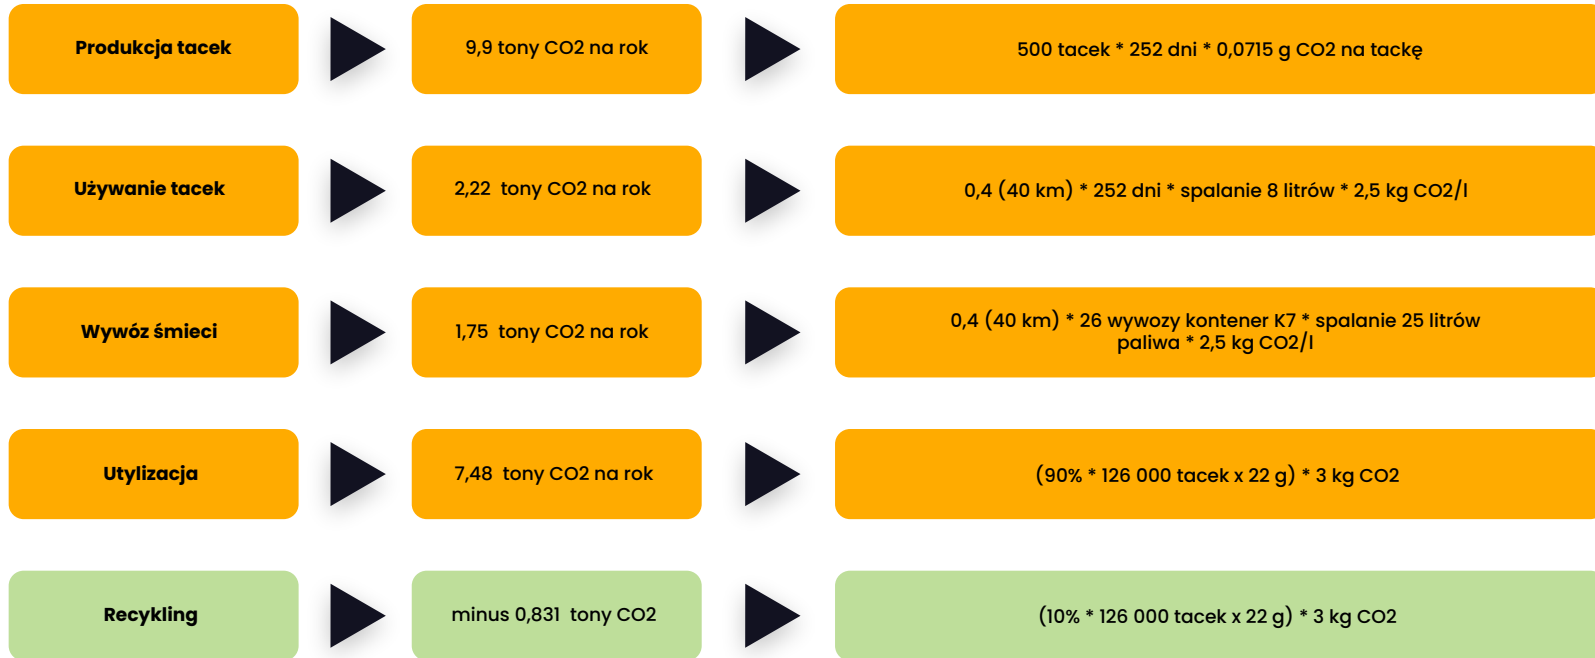 Produkcja tacek
9,9 tony CO2 na rok
500 tacek * 252 dni * 0,0715 g CO2 na tackę
Używanie tacek
2,22 tony CO2 na rok
0,4 (40 km) * 252 dni * spalanie 8 litrów * 2,5 kg CO2/l
Wywóz śmieci
1,75 tony CO2 na rok
0,4 (40 km) * 26 wywozy kontener K7 * spalanie 25 litrów
paliwa * 2,5 kg CO2/l
Utylizacja
7,48 tony CO2 na rok
(90% * 126 000 tacek x 22 g) * 3 kg CO2
Recykling
minus 0,831 tony CO2
(10% * 126 000 tacek x 22 g) * 3 kg CO2